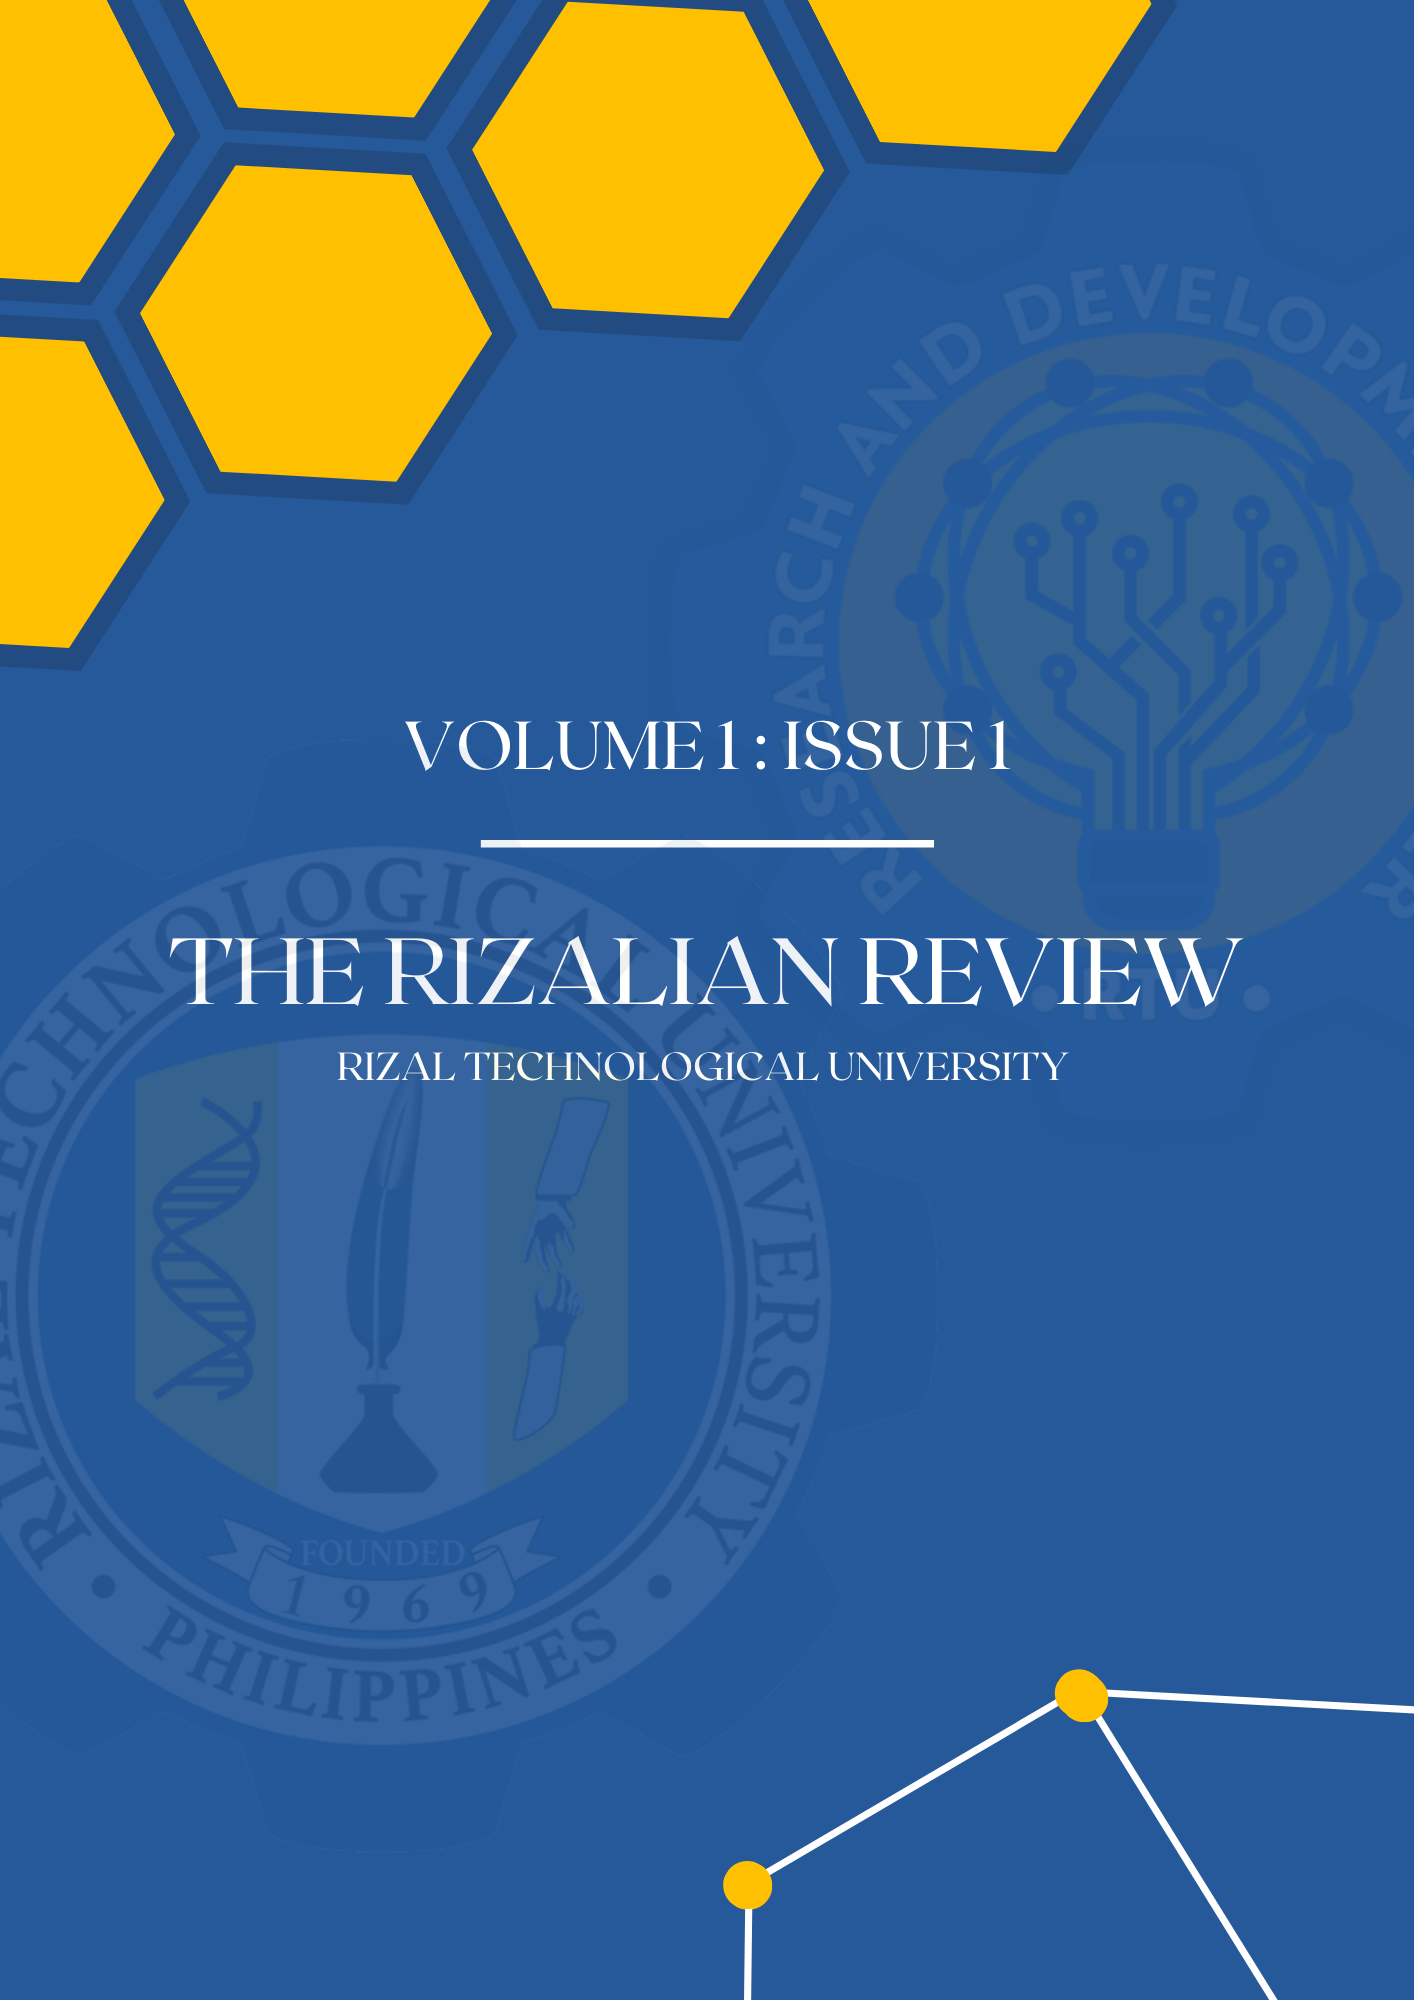 RESEARCH AND DEVELOPM
VOLUME 1 : ISSUE 1
THE RIZALIAN REVIEW
RIZAL TECHNOLOGICAL UNIVERSITY
• RTU •
RIZAL TECHNOLOGICAL UNIVERSITY
FOUNDED
1969
• PHILIPPINES •